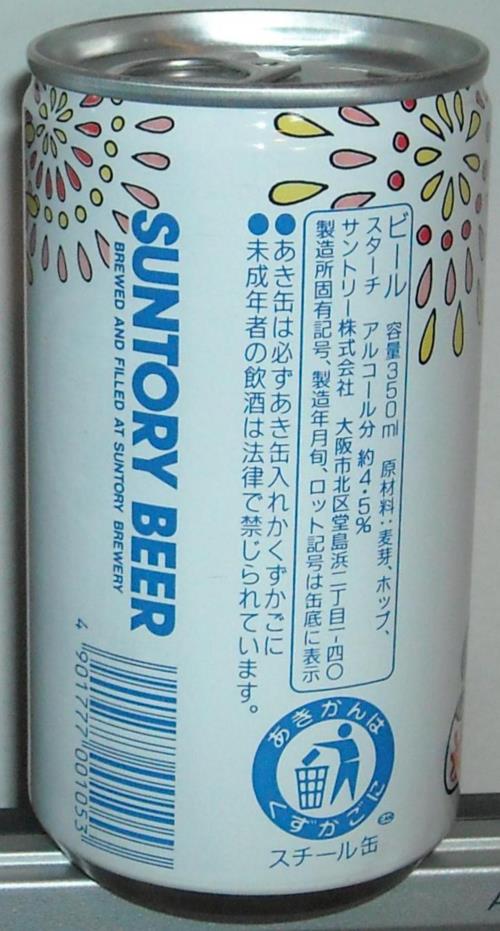 ビール 容量350ml 原材料:麦芽、ホップ、
スターチ アルコール分 約4.5%
サントリー株式会社 大阪市北区堂島浜二丁目一-四〇
製造所固有記号、製造年月旬、ロット記号は缶底に表示
●あき缶は必ずあき缶入れかくずかごに
●未成年者の飲酒は法律で禁じられています。
SUNTORY BEER
BREWED AND FILLED AT SUNTORY BREWERY
4 901777 001053
あきかんは
くずかごに
スチール缶